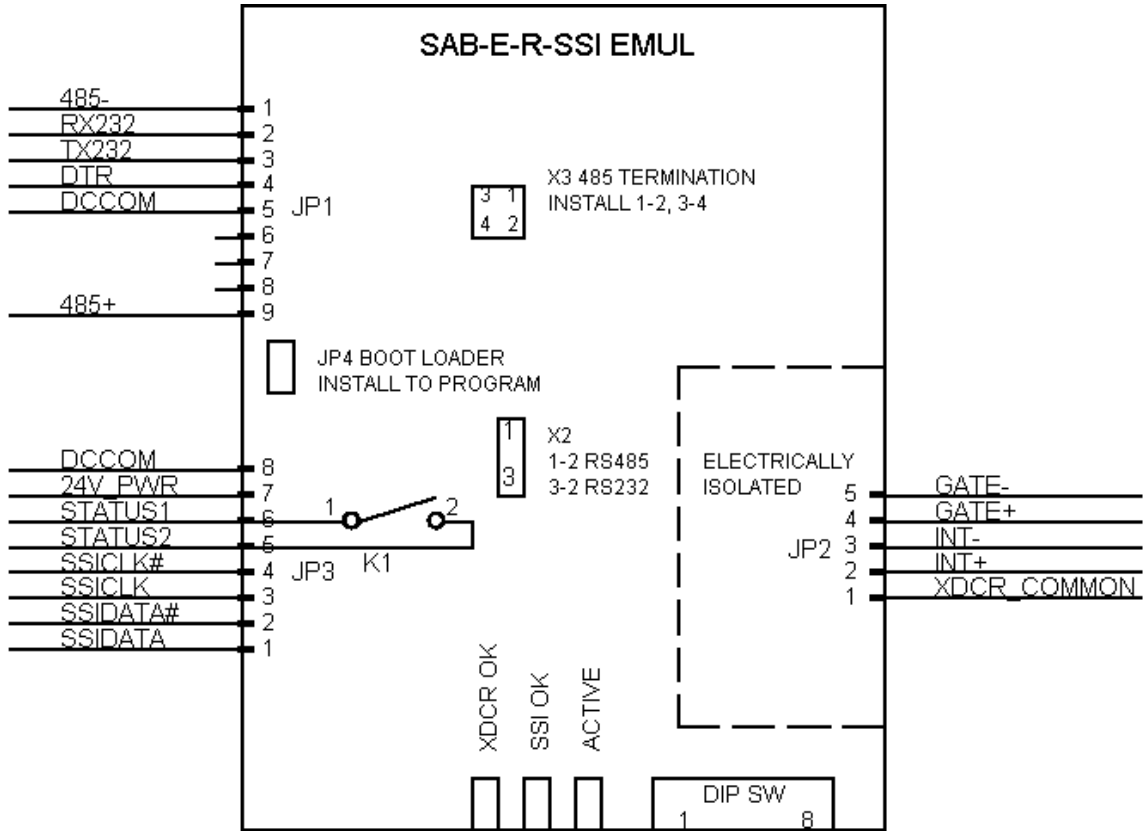 SAB-E-R-SSI EMUL
485- 1
RX232 2
TX232 3
DTR 4
DCCOM 5
JP1
6
7
8
485+ 9
3 1
4 2
X3 485 TERMINATION
INSTALL 1-2, 3-4
JP4 BOOT LOADER
INSTALL TO PROGRAM
1
3
X2
1-2 RS485
3-2 RS232
DCCOM 8
24V_PWR 7
STATUS1 6
STATUS2 5
SSICLK# 4
SSICLK 3
SSIDATA# 2
SSIDATA 1
JP3
1 2
K1
ELECTRICALLY
ISOLATED
JP2
5 GATE-
4 GATE+
3 INT-
2 INT+
1 XDCR_COMMON
XDCR OK
SSI OK
ACTIVE
DIP SW
1 8